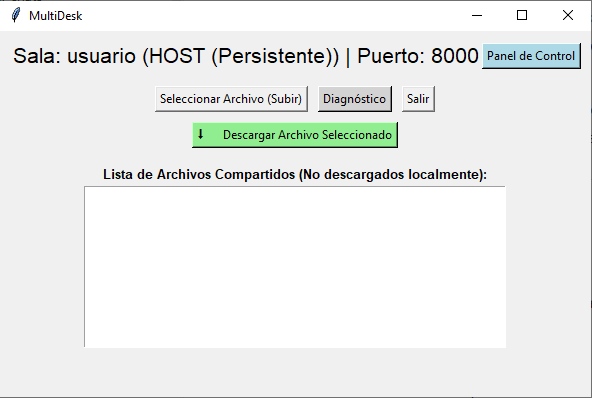 MultiDesk
Sala: usuario (HOST (Persistente)) | Puerto: 8000
Panel de Control
Seleccionar Archivo (Subir)
Diagnóstico
Salir
⬇ Descargar Archivo Seleccionado
Lista de Archivos Compartidos (No descargados localmente):